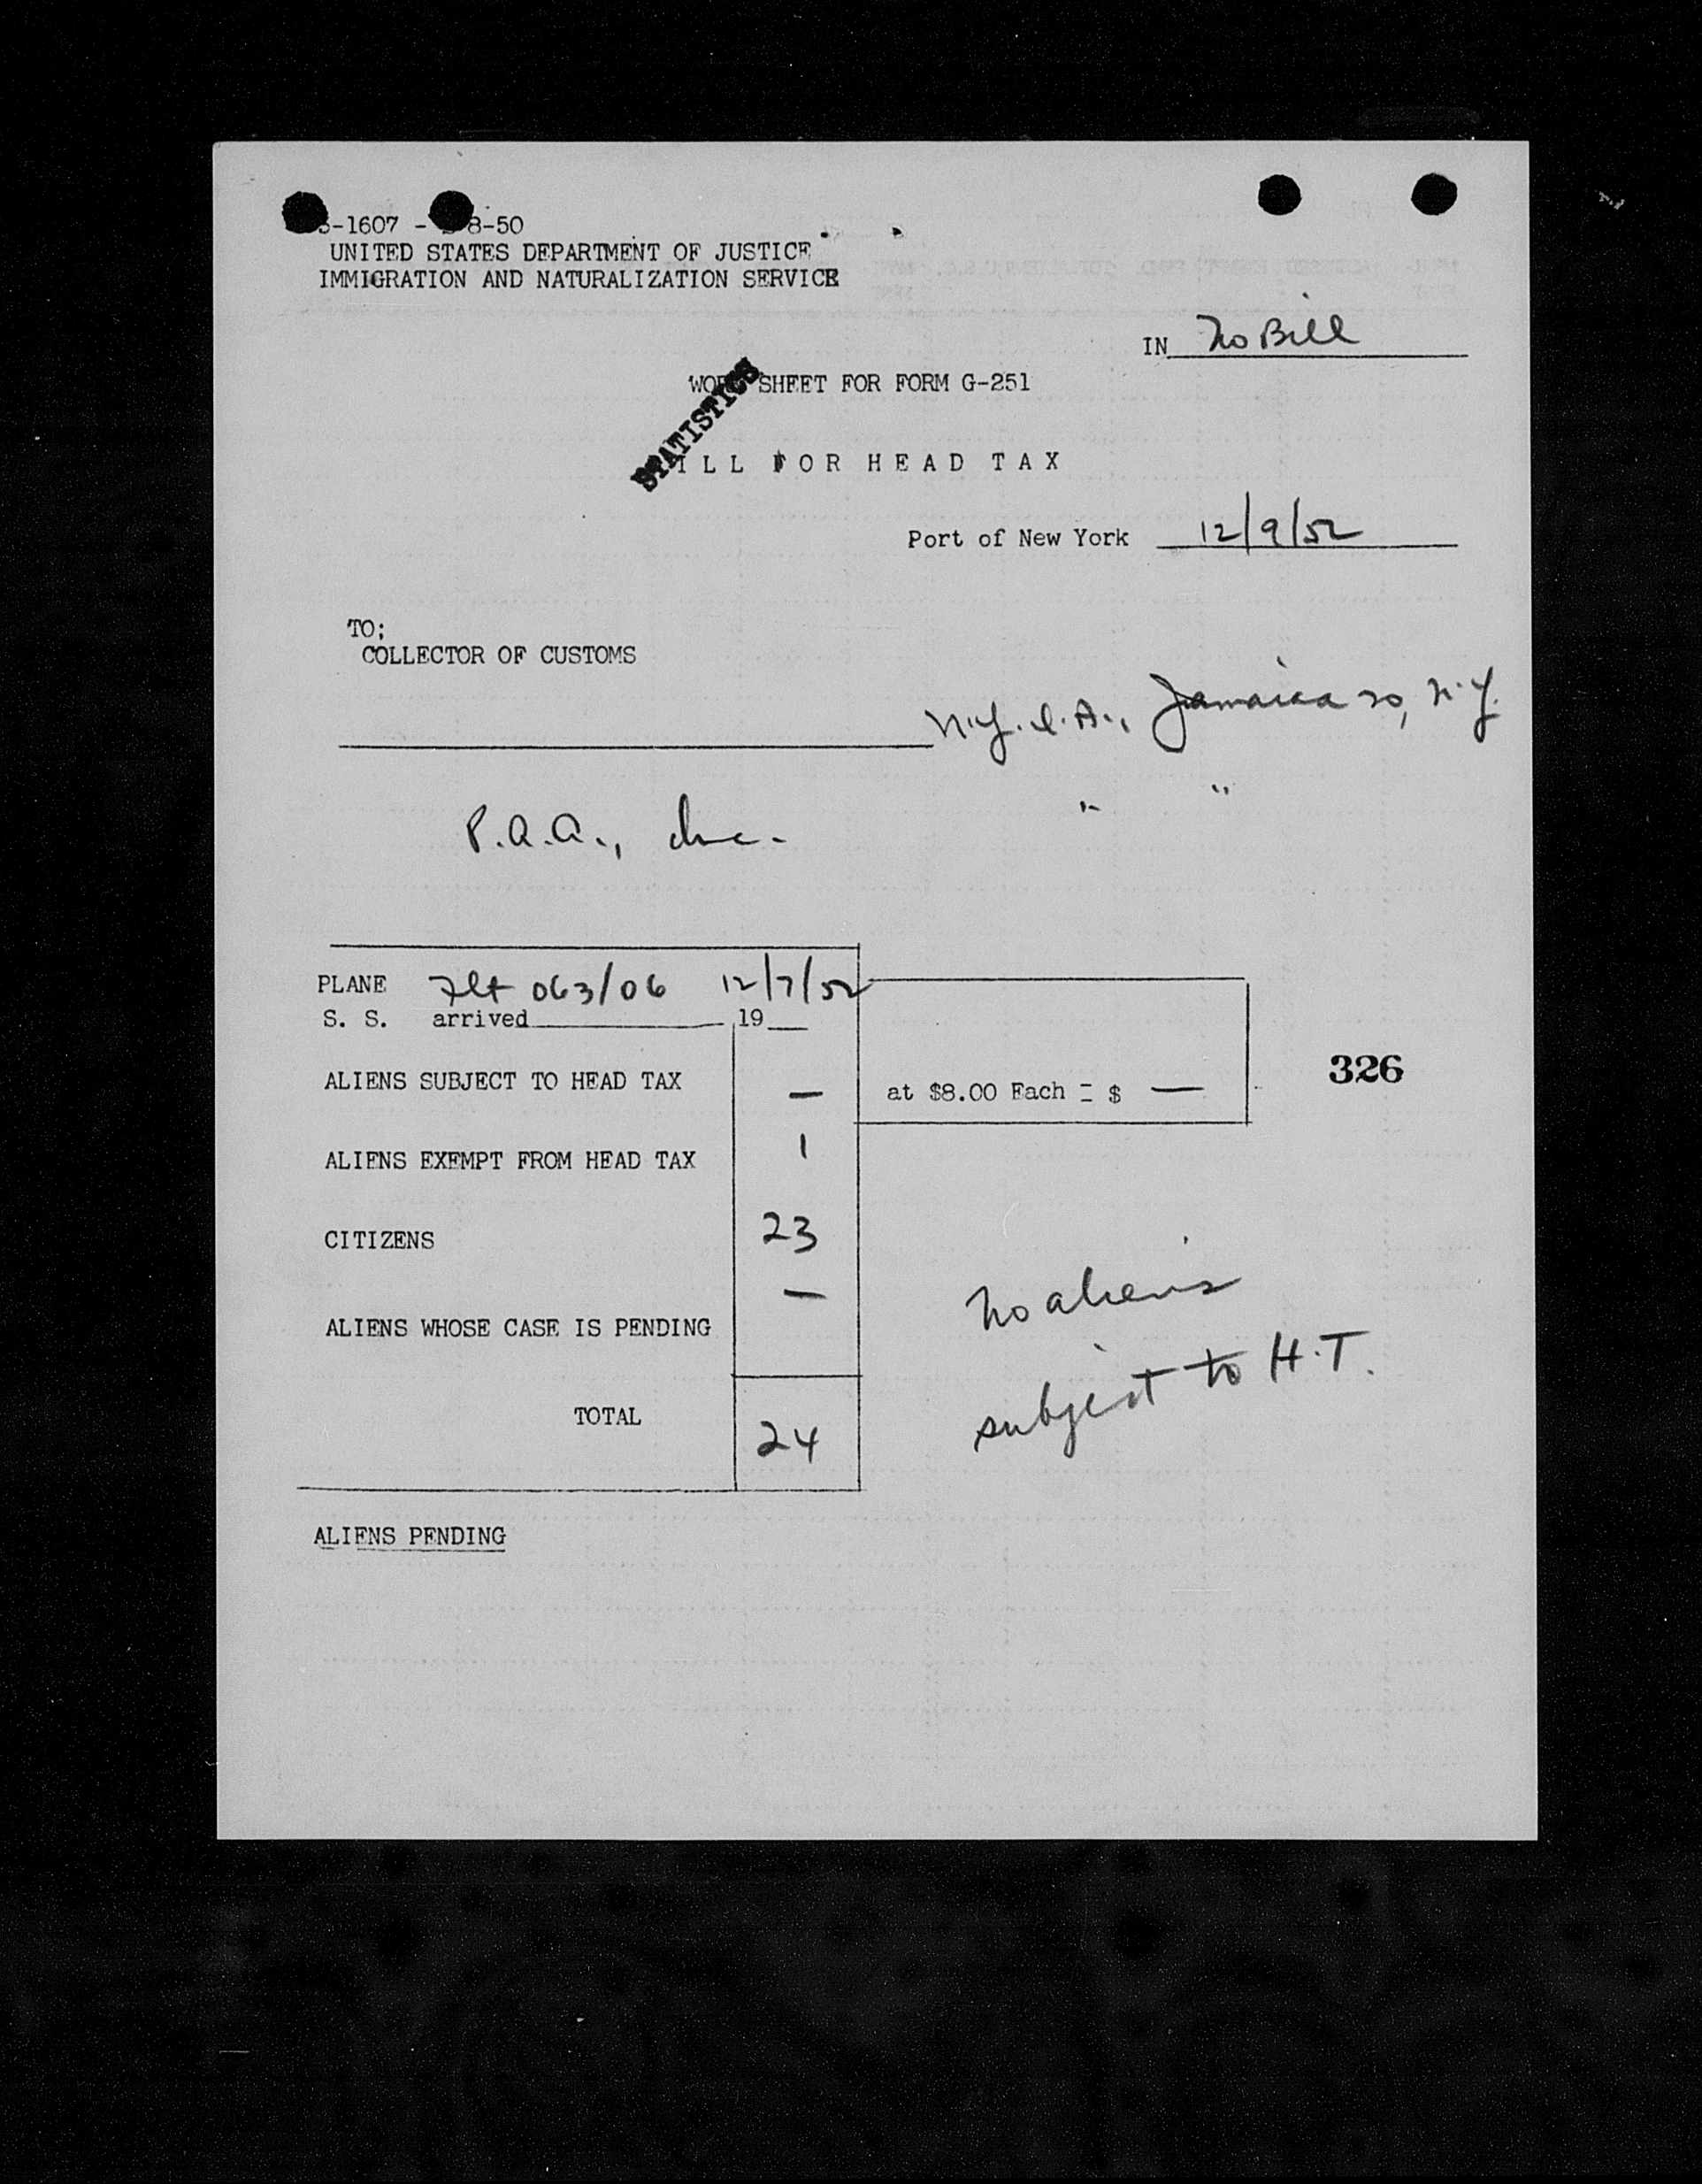 -1607 - 8-50
UNITED STATES DEPARTMENT OF JUSTICE
IMMIGRATION AND NATURALIZATION SERVICE
IN No Bill
SHEET FOR FORM G-251
STATISTICS
ILL FOR HEAD TAX
Port of New York 12/9/52
TO;
COLLECTOR OF CUSTOMS
N.Y.I.A., Jamaica 30, N.Y.
P.A.A., Inc. " "
PLANE Flt 063/06 12/7/52
S. S. arrived 19
ALIENS SUBJECT TO HEAD TAX — at $8.00 Each = $ —
326
ALIENS EXEMPT FROM HEAD TAX 1
CITIZENS 23
ALIENS WHOSE CASE IS PENDING —
No aliens
subject to H.T.
TOTAL 24
ALIENS PENDING